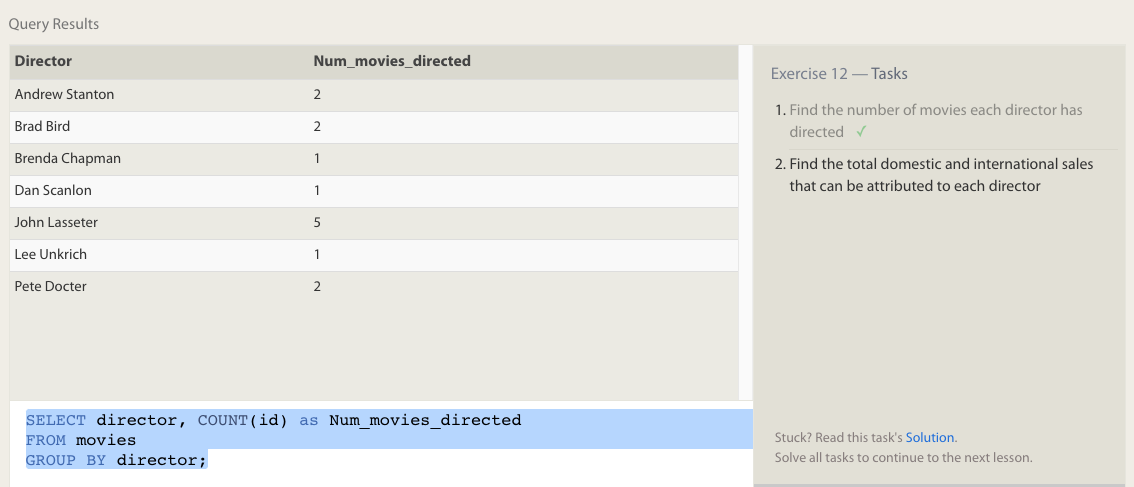 Query Results
Director Num_movies_directed
Andrew Stanton 2
Brad Bird 2
Brenda Chapman 1
Dan Scanlon 1
John Lasseter 5
Lee Unkrich 1
Pete Docter 2
SELECT director, COUNT(id) as Num_movies_directed
FROM movies
GROUP BY director;
Exercise 12 — Tasks
1. Find the number of movies each director has
directed ✓
2. Find the total domestic and international sales
that can be attributed to each director
Stuck? Read this task's Solution.
Solve all tasks to continue to the next lesson.